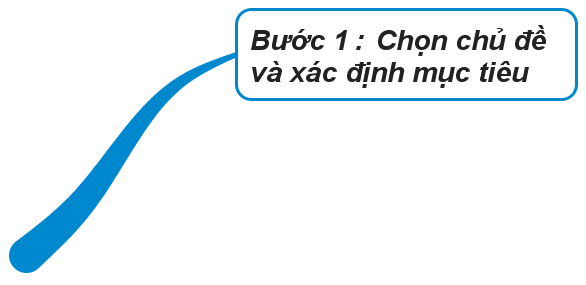 Bước 1 : Chọn chủ đề
và xác định mục tiêu